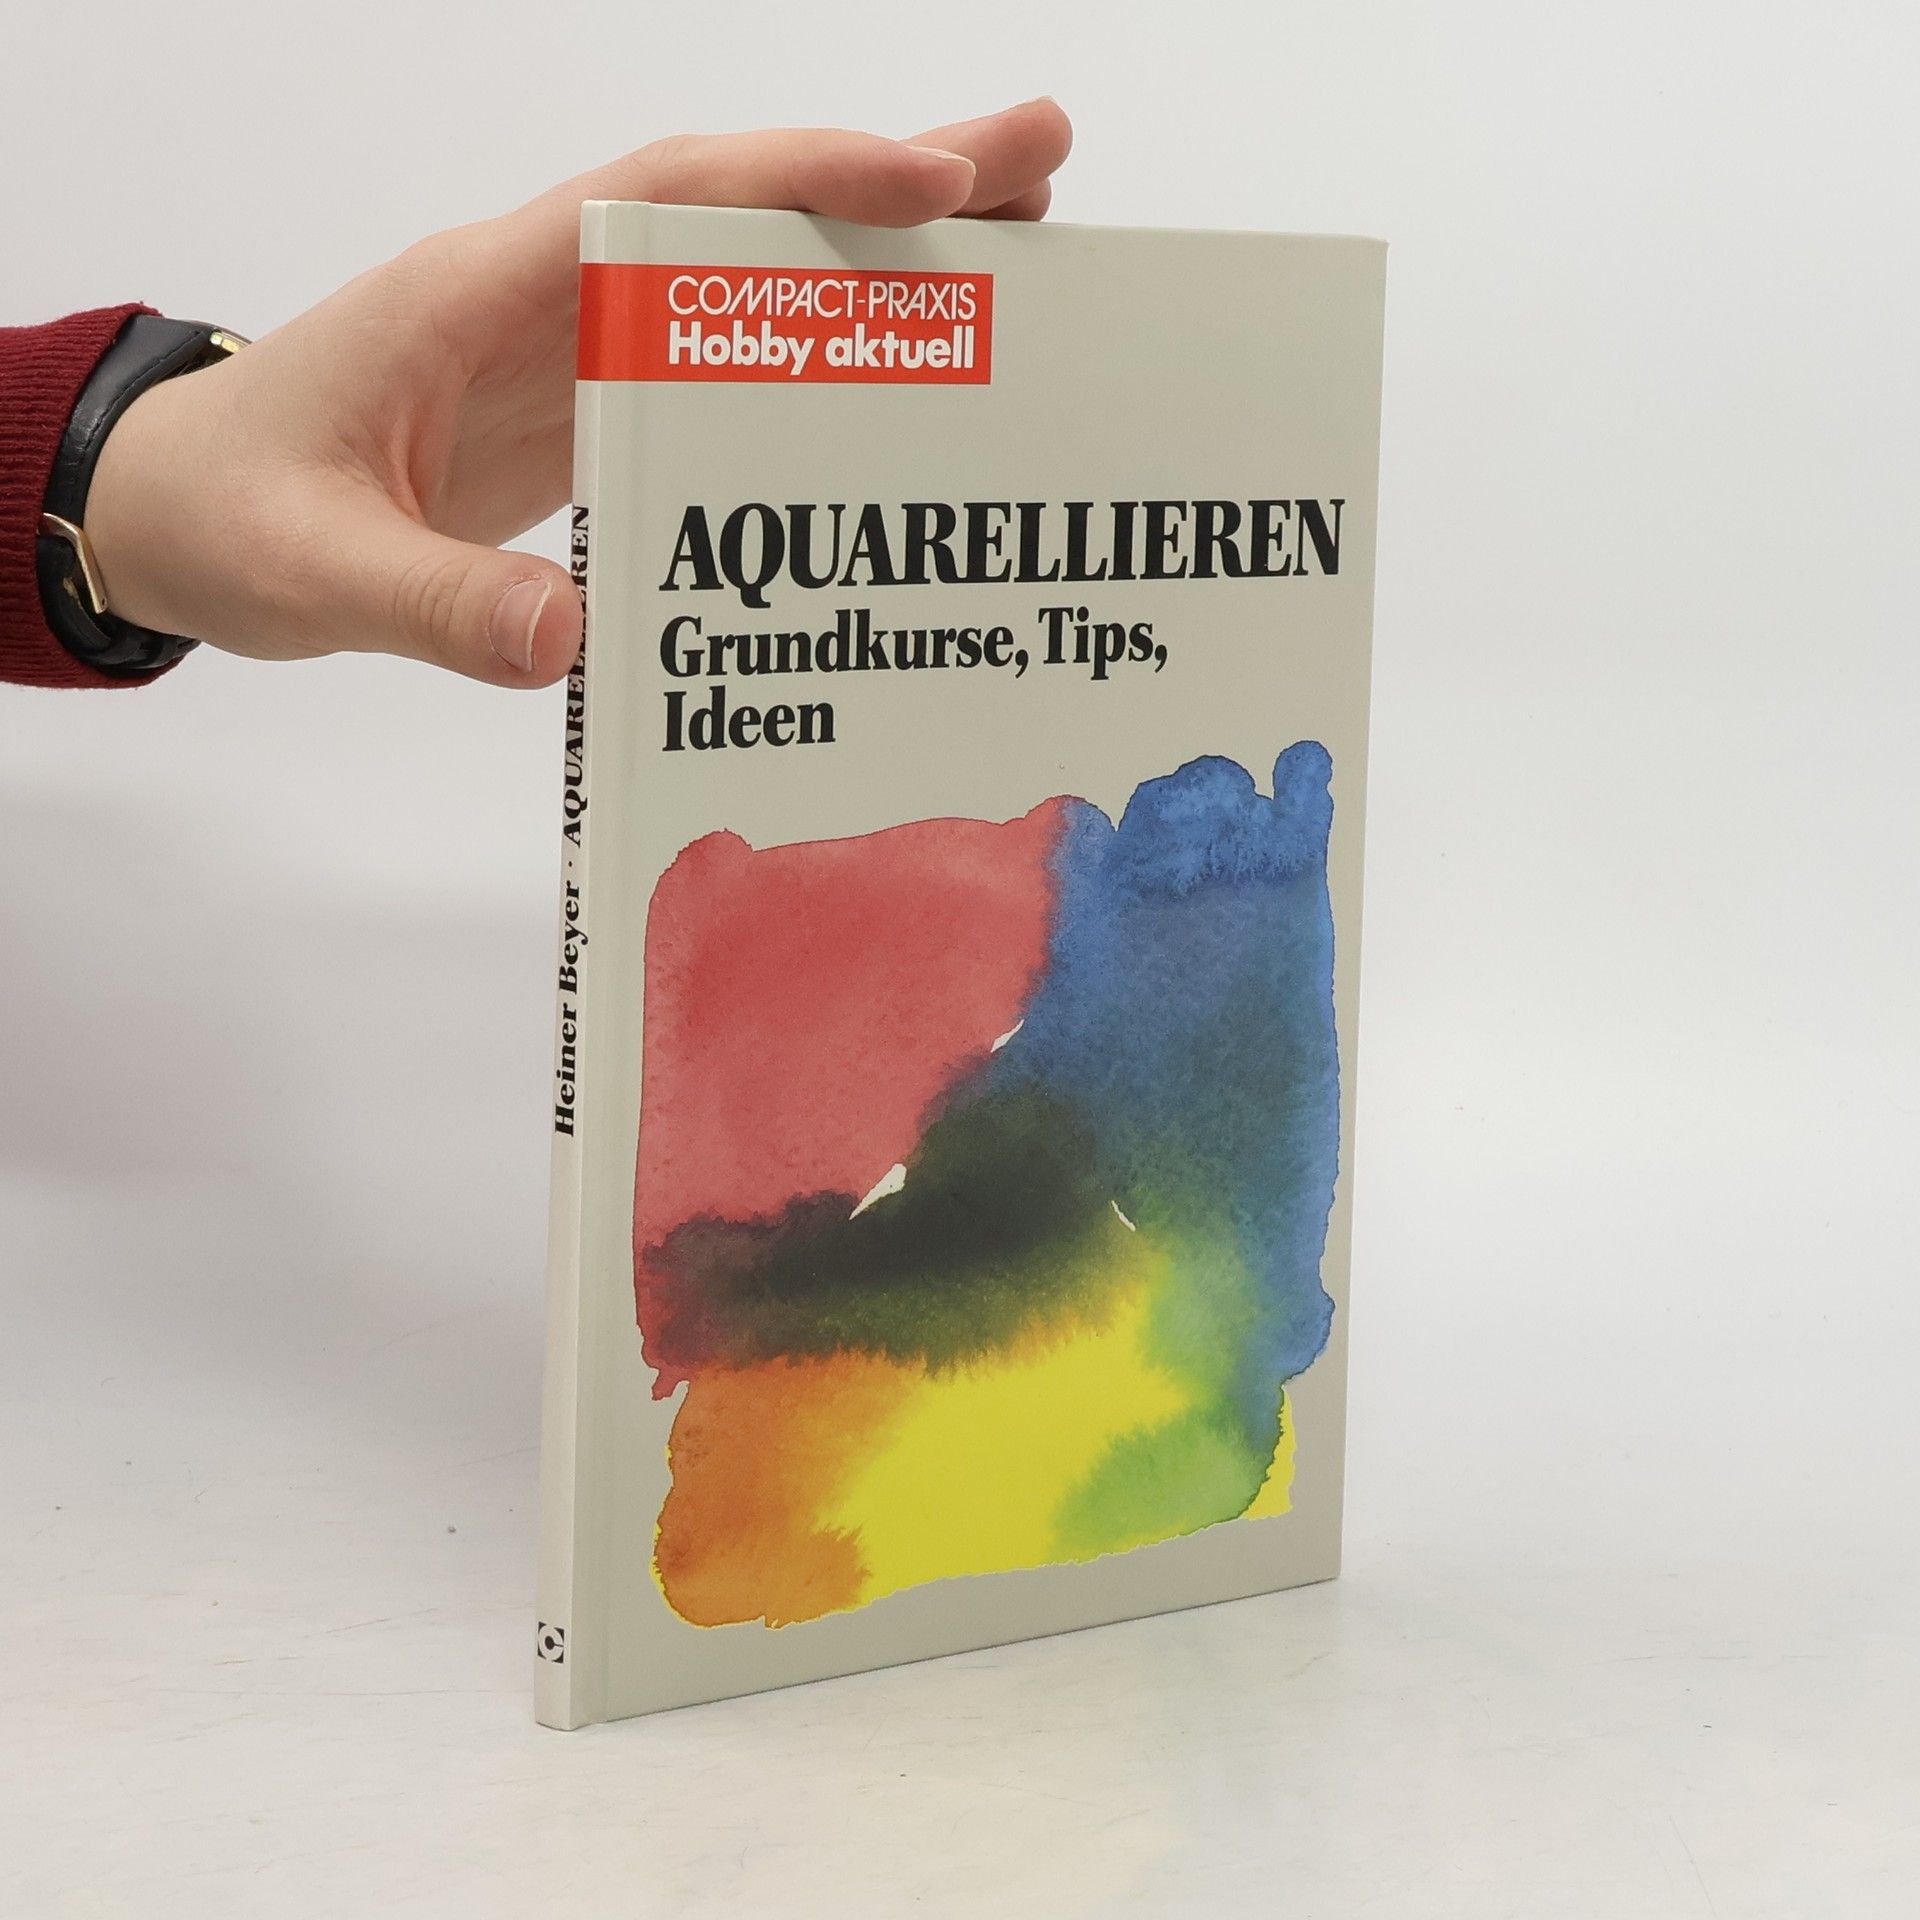 COMPACT-PRAXIS
Hobby aktuell
AQUARELLIEREN
Grundkurse, Tips,
Ideen
Heiner Beyer · AQUARELLIEREN
C